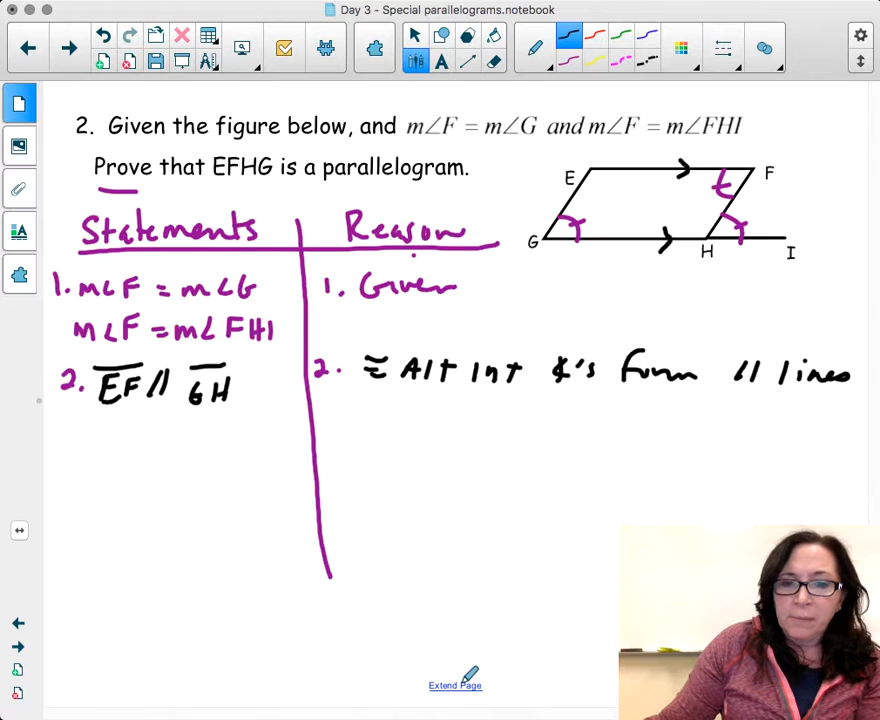 Day 3 - Special parallelograms.notebook
2. Given the figure below, and m∠F = m∠G and m∠F = m∠FHI
Prove that EFHG is a parallelogram.
E F
G H I
Statements Reason
1. m∠F = m∠G 1. Given
m∠F = m∠FHI
2. EF // GH 2. ≅ Alt Int ∠'s form // lines
Extend Page